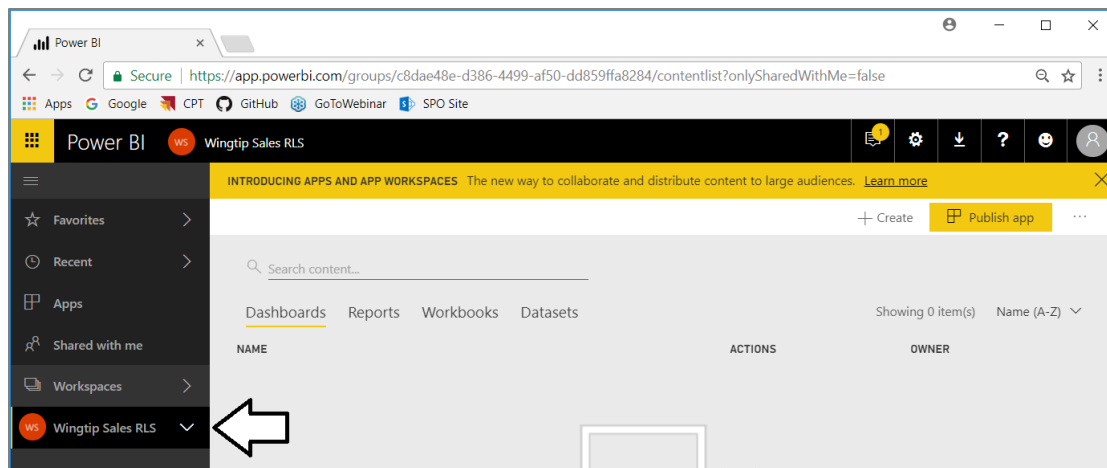 Power BI
Secure | https://app.powerbi.com/groups/c8dae48e-d386-4499-af50-dd859ffa8284/contentlist?onlySharedWithMe=false
Apps G Google CPT GitHub GoToWebinar SPO Site
Power BI WS Wingtip Sales RLS 1 ?
INTRODUCING APPS AND APP WORKSPACES The new way to collaborate and distribute content to large audiences. Learn more
+ Create Publish app ...
Favorites
Search content...
Recent
Apps
Dashboards Reports Workbooks Datasets Showing 0 item(s) Name (A-Z)
Shared with me
NAME ACTIONS OWNER
Workspaces
WS Wingtip Sales RLS